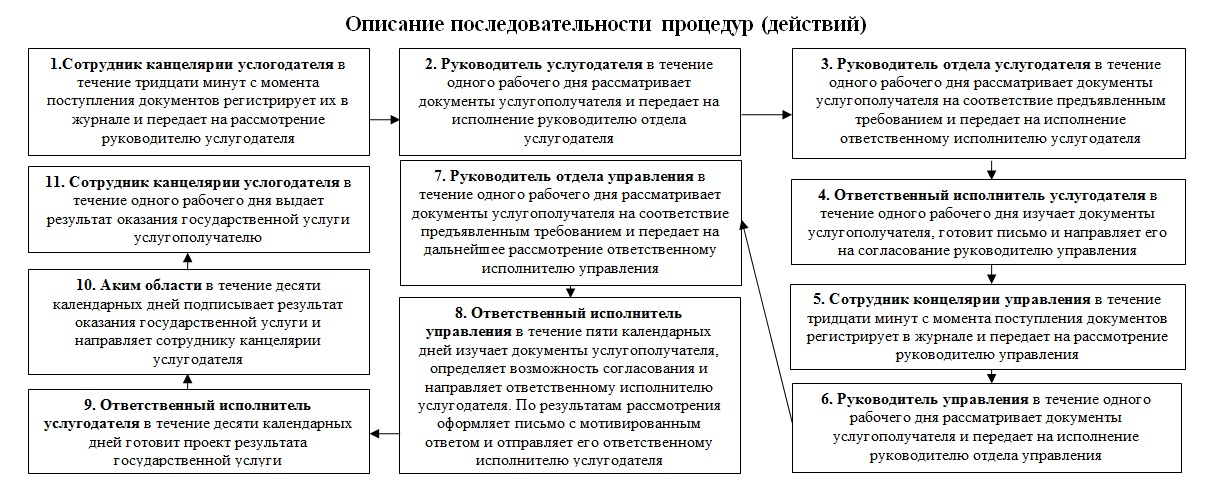 Описание последовательности процедур (действий)
1.Сотрудник канцелярии услогодателя в
течение тридцати минут с момента
поступления документов регистрирует их в
журнале и передает на рассмотрение
руководителю услугодателя
2. Руководитель услугодателя в течение
одного рабочего дня рассматривает
документы услугополучателя и передает на
исполнение руководителю отдела
услугодателя
3. Руководитель отдела услугодателя в течение
одного рабочего дня рассматривает документы
услугополучателя на соответствие предъявленным
требованием и передает на исполнение
ответственному исполнителю услугодателя
4. Ответственный исполнитель услугодателя в
течение одного рабочего дня изучает документы
услугополучателя, готовит письмо и направляет его
на согласование руководителю управления
5. Сотрудник концелярии управления в течение
тридцати минут с момента поступления документов
регистрирует в журнале и передает на рассмотрение
руководителю управления
6. Руководитель управления в течение одного
рабочего дня рассматривает документы
услугополучателя и передает на исполнение
руководителю отдела управления
7. Руководитель отдела управления в
течение одного рабочего дня рассматривает
документы услугополучателя на соответствие
предъявленным требованием и передает на
дальнейшее рассмотрение ответственному
исполнителю управления
8. Ответственный исполнитель
управления в течение пяти календарных
дней изучает документы услугополучателя,
определяет возможность согласования и
направляет ответственному исполнителю
услугодателя. По результатам рассмотрения
оформляет письмо с мотивированным
ответом и отправляет его ответственному
исполнителю услугодателя
9. Ответственный исполнитель
услугодателя в течение десяти календарных
дней готовит проект результата
государственной услуги
10. Аким области в течение десяти
календарных дней подписывает результат
оказания государственной услуги и
направляет сотруднику канцелярии
услугодателя
11. Сотрудник канцелярии услогодателя в
течение одного рабочего дня выдает
результат оказания государственной услуги
услугополучателю